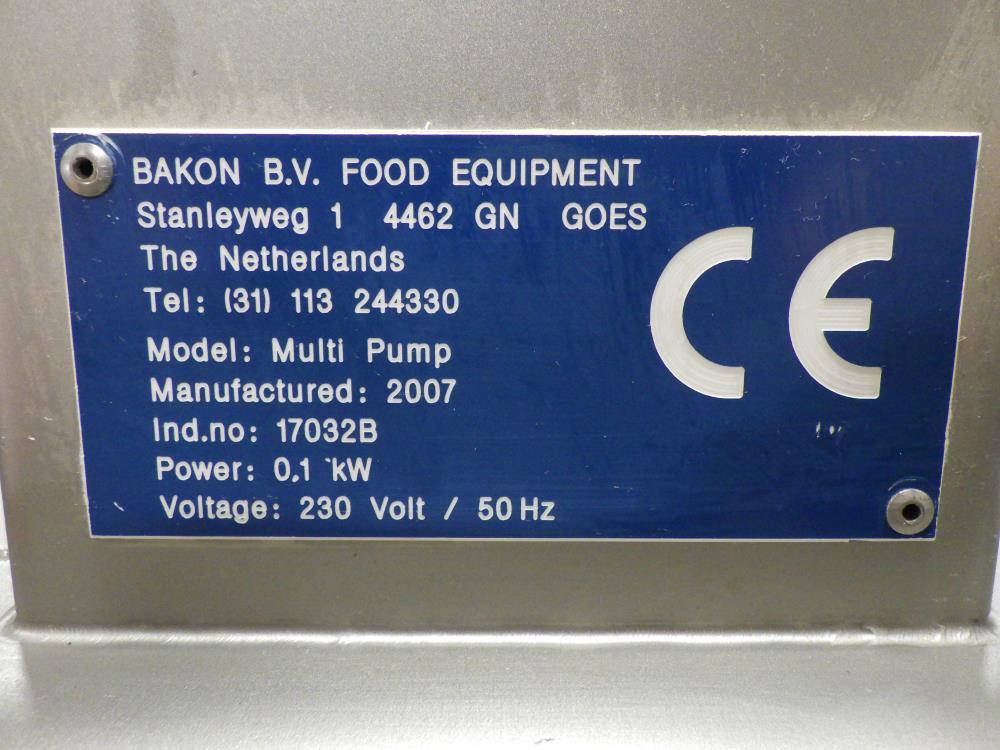 BAKON B.V. FOOD EQUIPMENT
Stanleyweg 1 4462 GN GOES
The Netherlands
Tel: (31) 113 244330
CE
Model: Multi Pump
Manufactured: 2007
Ind.no: 17032B
Power: 0,1 kW
Voltage: 230 Volt / 50 Hz